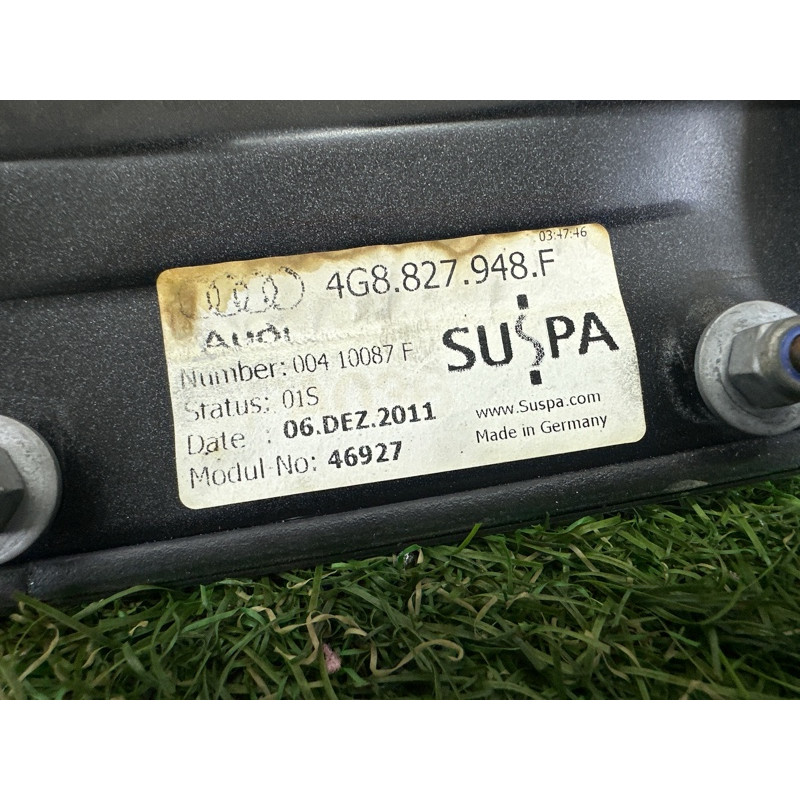 03:47:46
4G8.827.948.F
AUDI
SUSPA
Number: 004 10087 F
Status: 01S
Date : 06.DEZ.2011
Modul-No: 46927
www.Suspa.com
Made in Germany